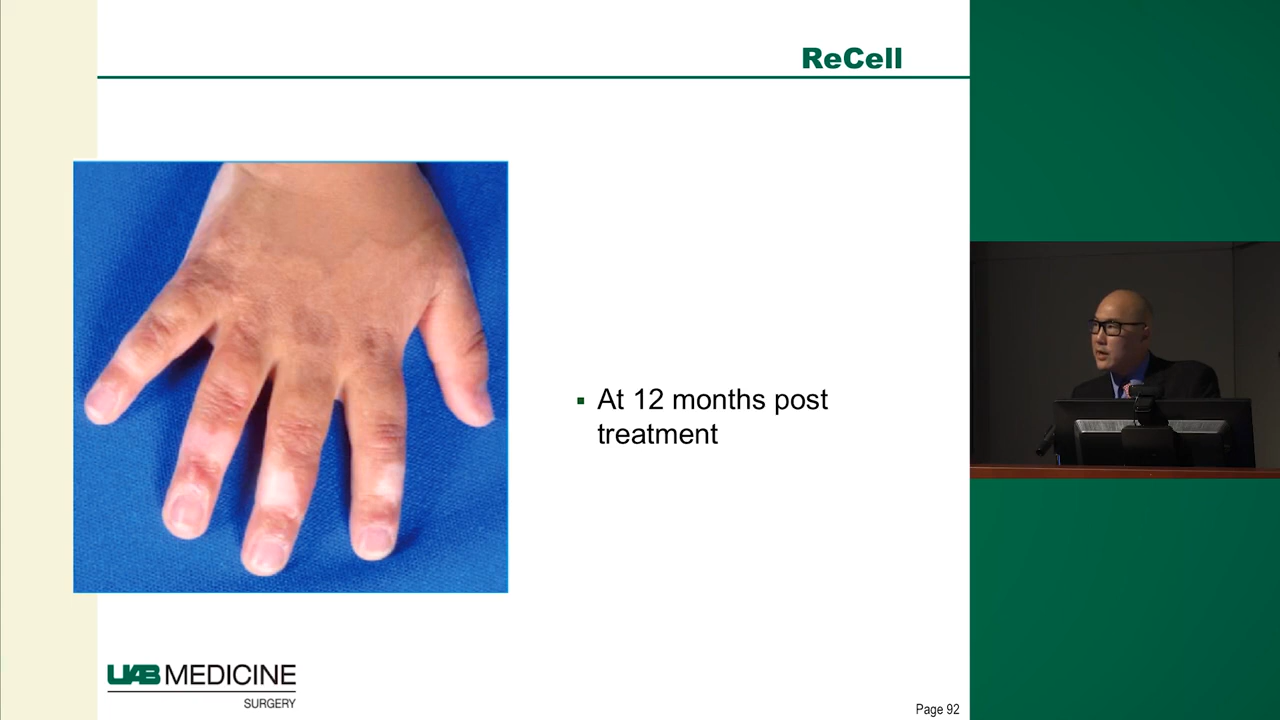 ReCell
▪ At 12 months post
treatment
UAB MEDICINE
SURGERY
Page 92